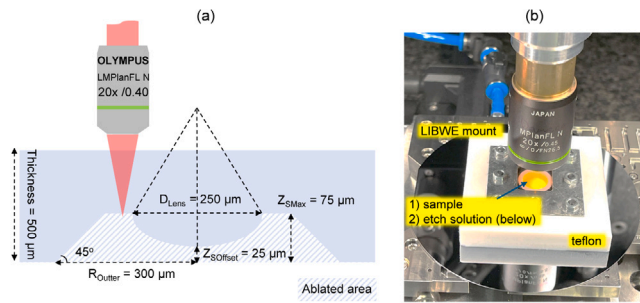 (a)
OLYMPUS
LMPlanFL N
20x /0.40
Thickness = 500 μm
D_Lens = 250 μm
Z_SMax = 75 μm
45°
Z_SOffset = 25 μm
R_Outter = 300 μm
Ablated area
(b)
JAPAN
MPlanFL N
LIBWE mount
1) sample
2) etch solution (below)
teflon